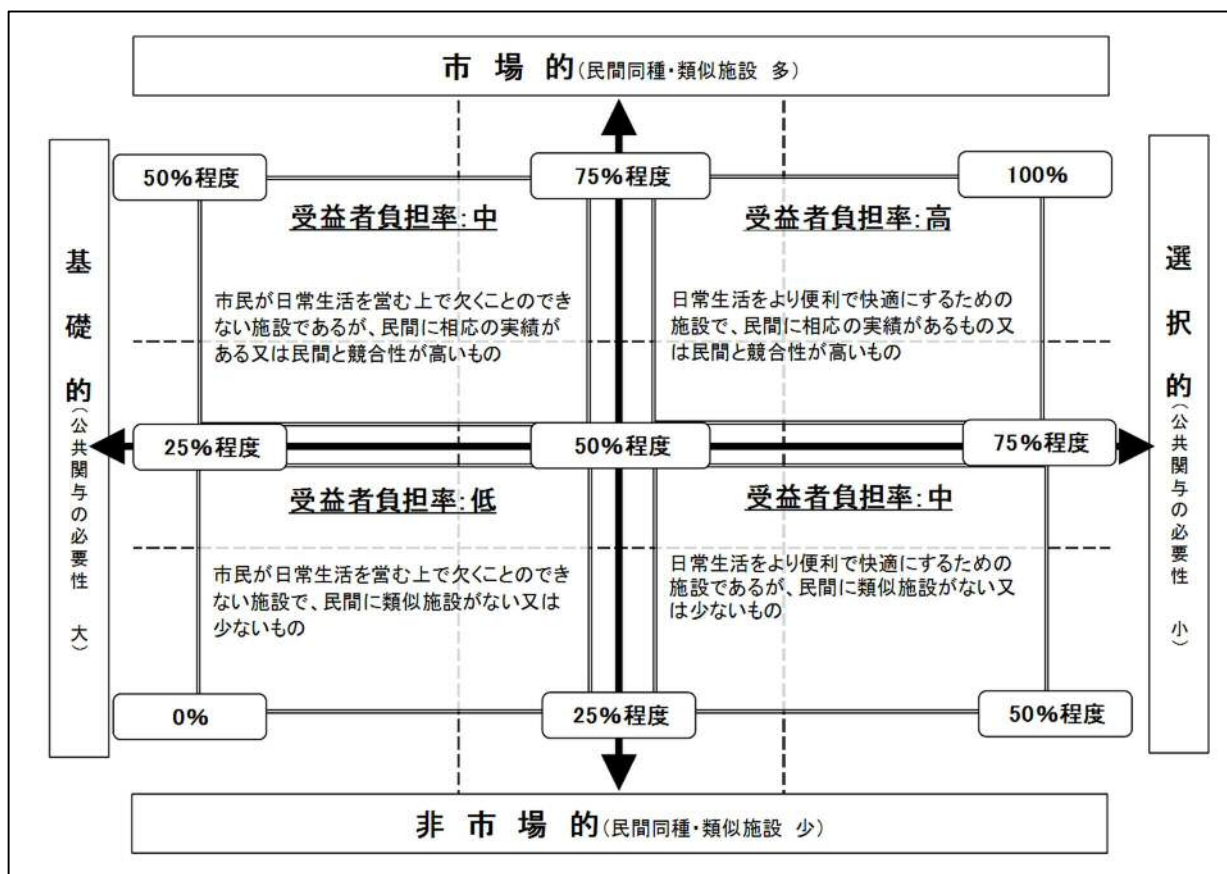 市場的(民間同種・類似施設 多)
50%程度
75%程度
100%
受益者負担率:中
市民が日常生活を営む上で欠くことのでき
ない施設であるが、民間に相応の実績が
ある又は民間と競合性が高いもの
受益者負担率:高
日常生活をより便利で快適にするための
施設で、民間に相応の実績があるもの又
は民間と競合性が高いもの
基礎的(公共関与の必要性 大)
選択的(公共関与の必要性 小)
25%程度
50%程度
75%程度
受益者負担率:低
市民が日常生活を営む上で欠くことのでき
ない施設で、民間に類似施設がない又は
少ないもの
受益者負担率:中
日常生活をより便利で快適にするための
施設であるが、民間に類似施設がない又
は少ないもの
0%
25%程度
50%程度
非市場的(民間同種・類似施設 少)